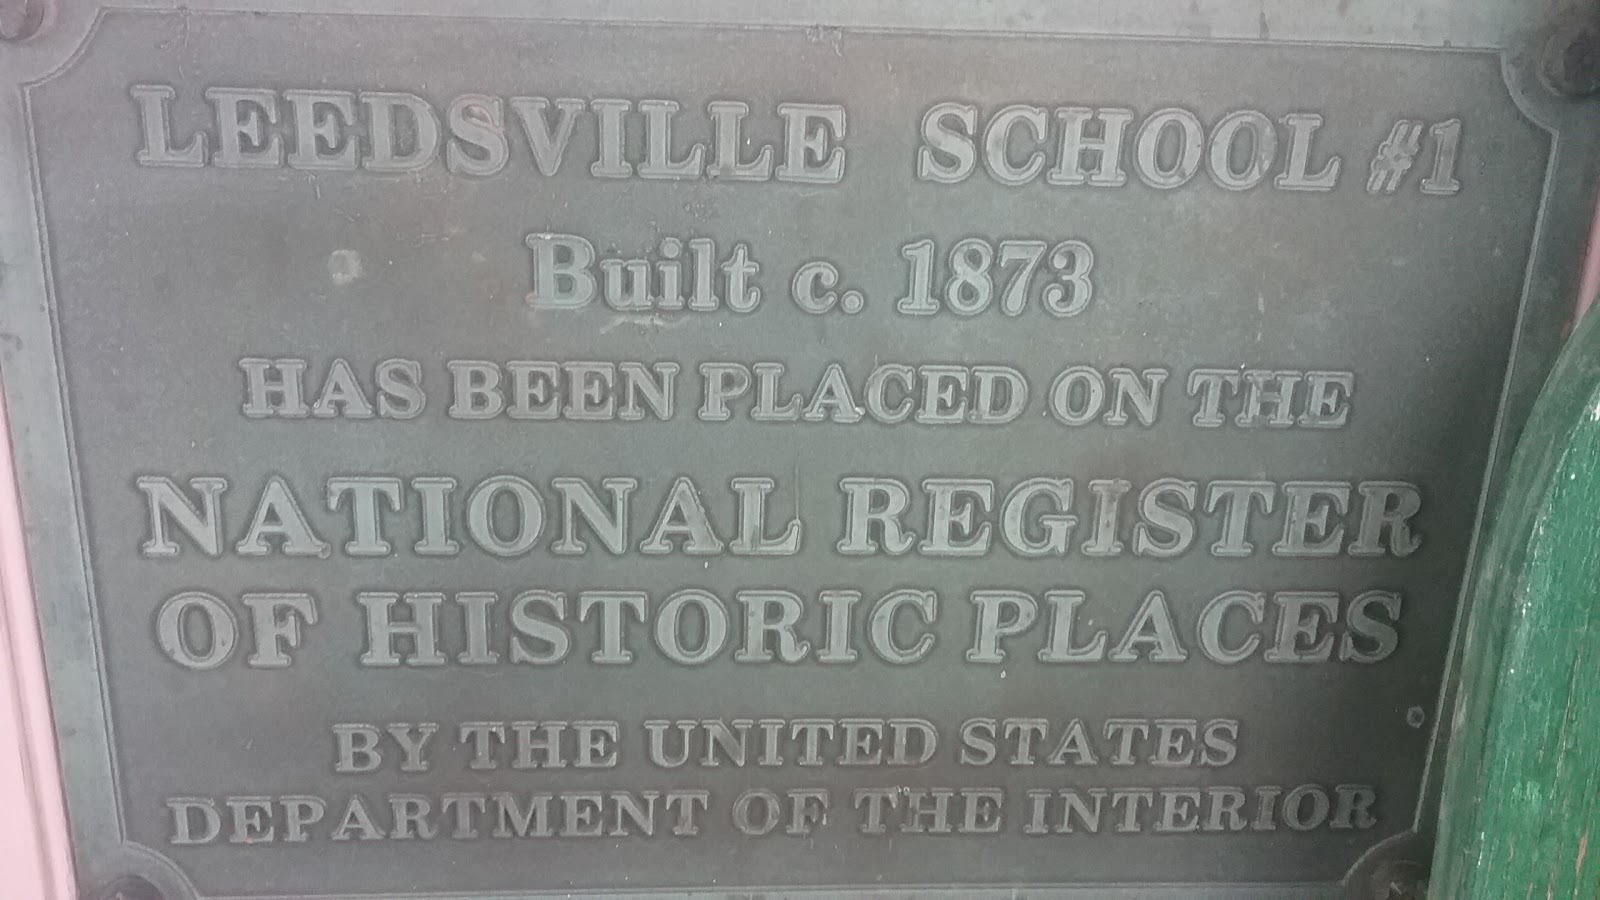 LEEDSVILLE SCHOOL #1
Built c. 1873
HAS BEEN PLACED ON THE
NATIONAL REGISTER
OF HISTORIC PLACES
BY THE UNITED STATES
DEPARTMENT OF THE INTERIOR